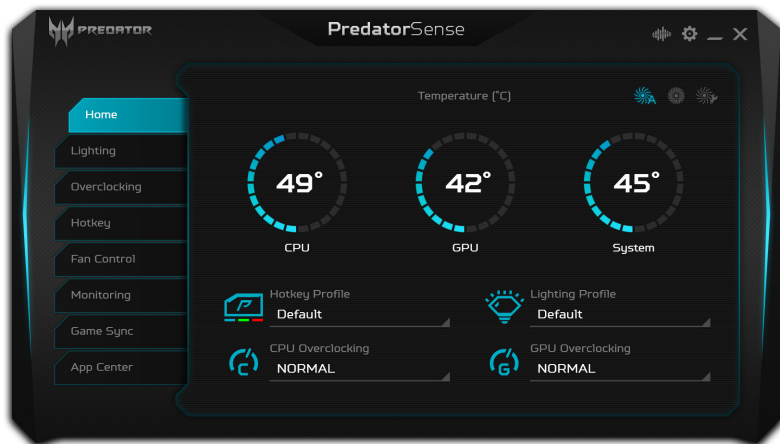 PREDATOR
PredatorSense
Temperature (°C)
Home
Lighting
Overclocking
Hotkey
Fan Control
Monitoring
Game Sync
App Center
49°
42°
45°
CPU
GPU
System
Hotkey Profile
Default
Lighting Profile
Default
CPU Overclocking
NORMAL
GPU Overclocking
NORMAL